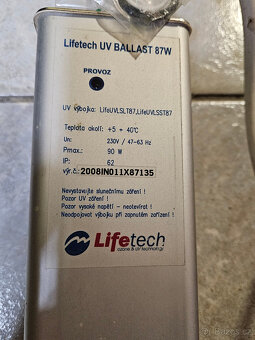 Lifetech UV BALLAST 87W
PROVOZ
UV výbojka: LifeUVLSLT87,LifeUVLSST87
Teplota okolí: +5 + 40°C
Un: 230V / 47-63 Hz
Pmax.: 90 W
IP: 62
výr.č.: 2008IN011X87135
Nevystavujte slunečnímu záření !
Pozor UV záření !
Pozor vysoké napětí - neotevírat !
Neodpojovat výbojku při zapnutém zařízení !
Lifetech
ozone & UV technology